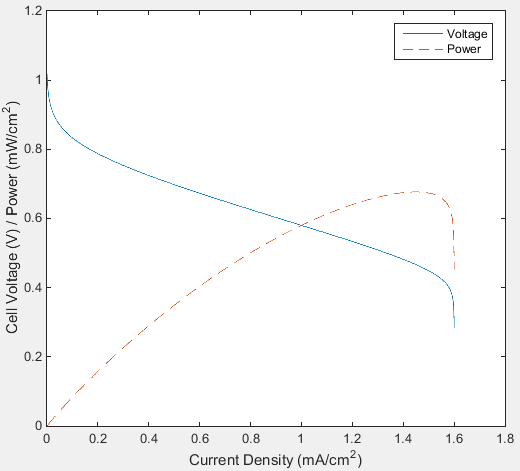 1.2
1
0.8
0.6
0.4
0.2
0
Cell Voltage (V) / Power (mW/cm²)
Voltage
Power
0 0.2 0.4 0.6 0.8 1 1.2 1.4 1.6 1.8
Current Density (mA/cm²)